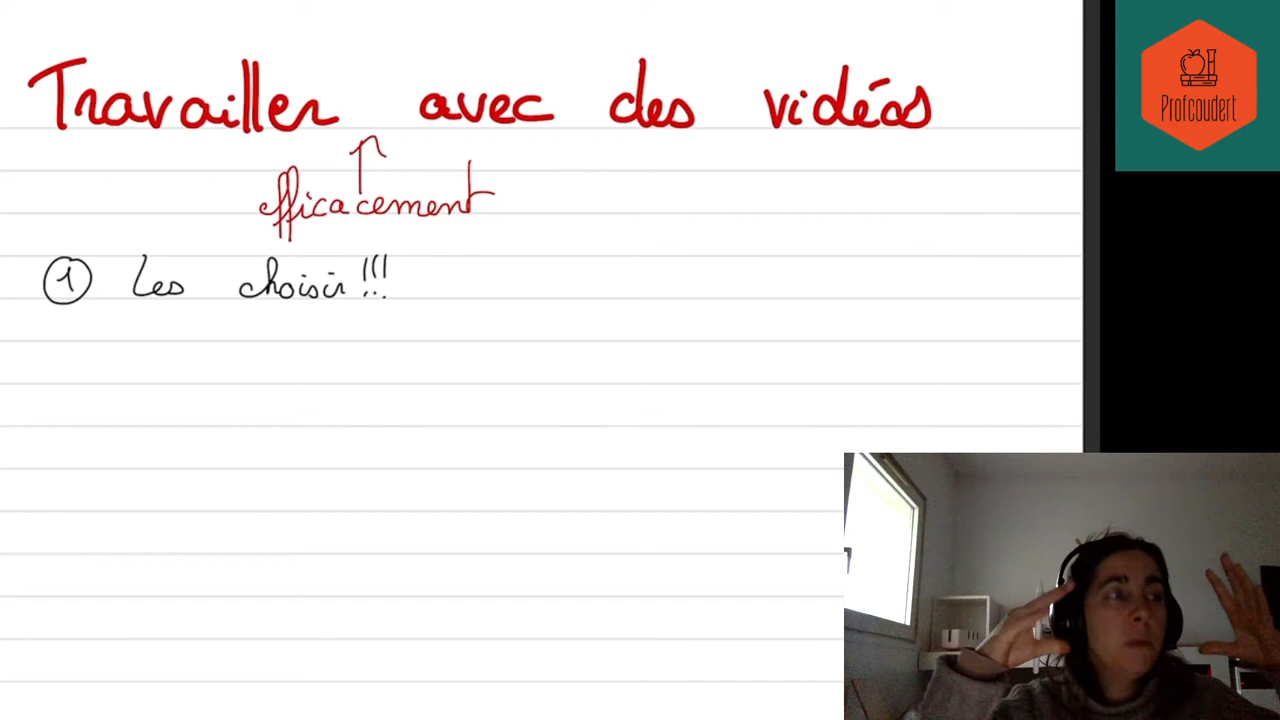 Travailler avec des vidéos
efficacement
1 Les choisir!!!
Profcoudert